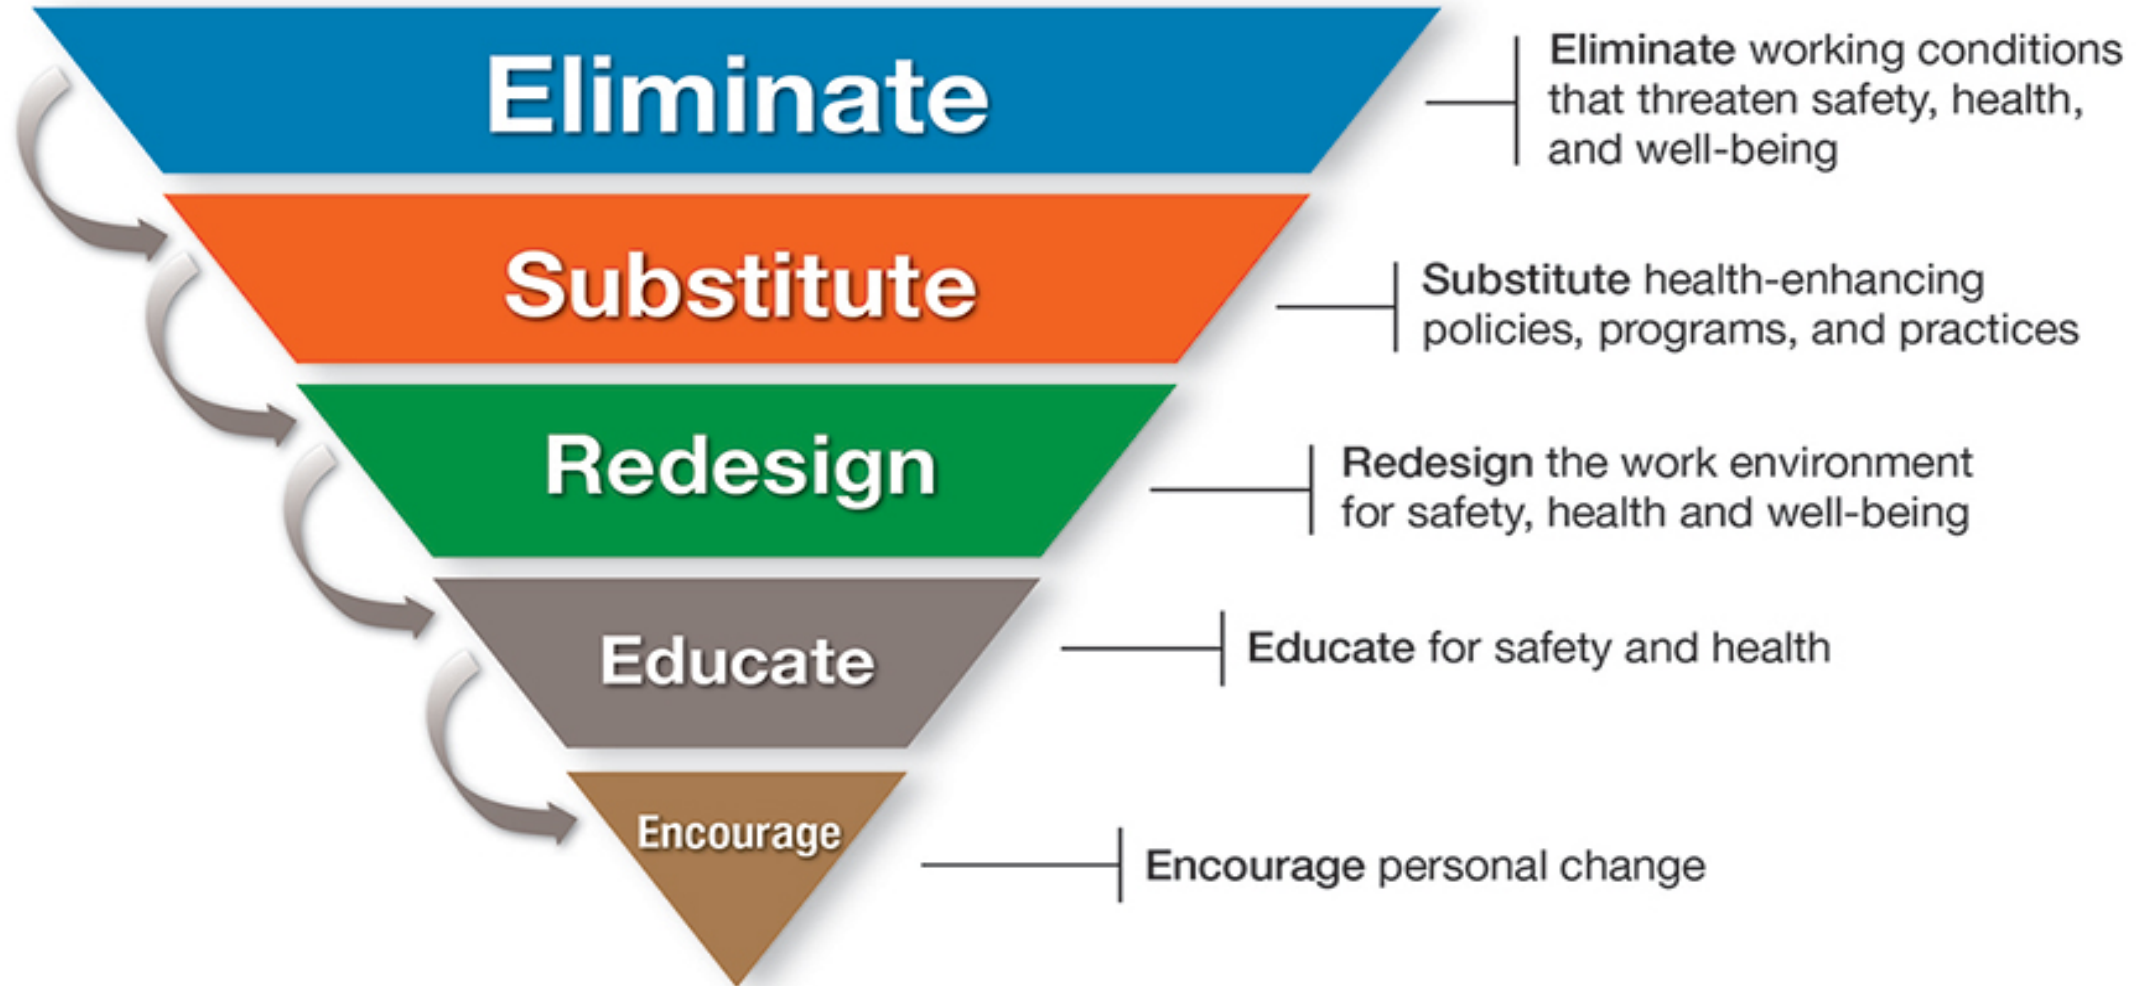 Eliminate
Eliminate working conditions
that threaten safety, health,
and well-being
Substitute
Substitute health-enhancing
policies, programs, and practices
Redesign
Redesign the work environment
for safety, health and well-being
Educate
Educate for safety and health
Encourage
Encourage personal change